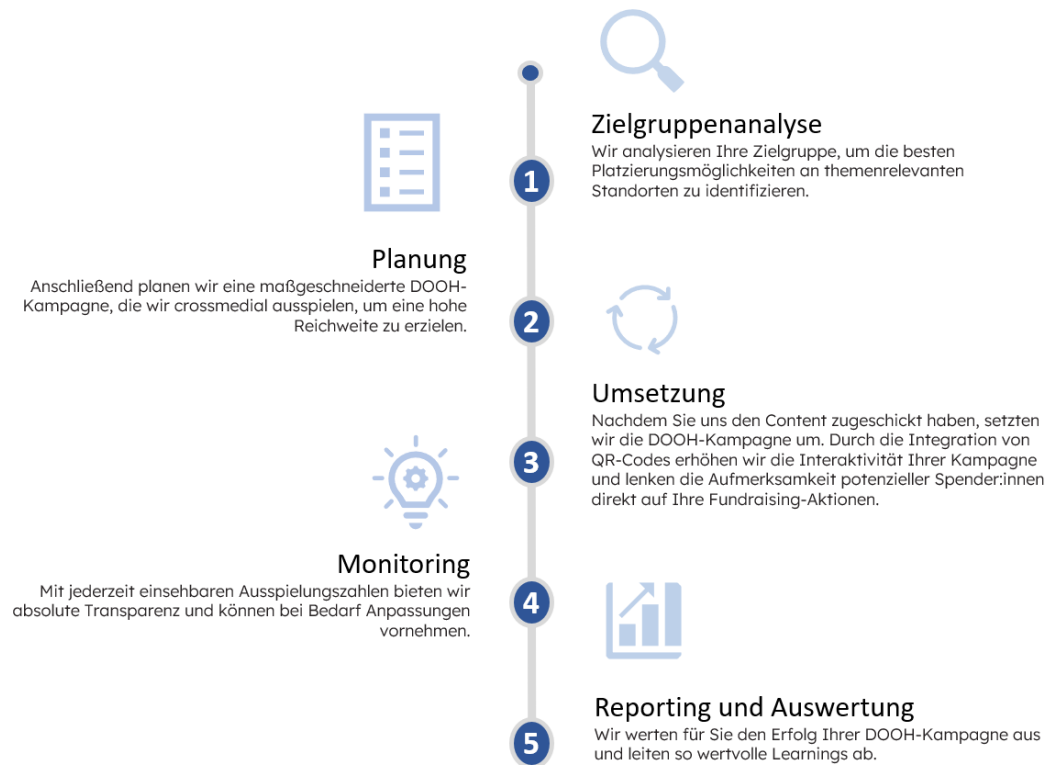 Zielgruppenanalyse
Wir analysieren Ihre Zielgruppe, um die besten
Platzierungsmöglichkeiten an themenrelevanten
Standorten zu identifizieren.
1
Planung
Anschließend planen wir eine maßgeschneiderte DOOH-
Kampagne, die wir crossmedial ausspielen, um eine hohe
Reichweite zu erzielen.
2
Umsetzung
Nachdem Sie uns den Content zugeschickt haben, setzten
wir die DOOH-Kampagne um. Durch die Integration von
QR-Codes erhöhen wir die Interaktivität Ihrer Kampagne
und lenken die Aufmerksamkeit potenzieller Spender:innen
direkt auf Ihre Fundraising-Aktionen.
3
Monitoring
Mit jederzeit einsehbaren Ausspielungszahlen bieten wir
absolute Transparenz und können bei Bedarf Anpassungen
vornehmen.
4
Reporting und Auswertung
Wir werten für Sie den Erfolg Ihrer DOOH-Kampagne aus
und leiten so wertvolle Learnings ab.
5